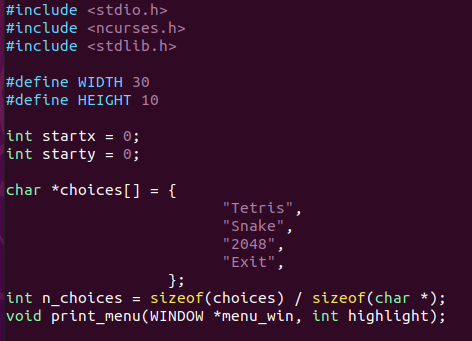 #include <stdio.h>
#include <ncurses.h>
#include <stdlib.h>
#define WIDTH 30
#define HEIGHT 10
int startx = 0;
int starty = 0;
char *choices[] = {
"Tetris",
"Snake",
"2048",
"Exit",
};
int n_choices = sizeof(choices) / sizeof(char *);
void print_menu(WINDOW *menu_win, int highlight);